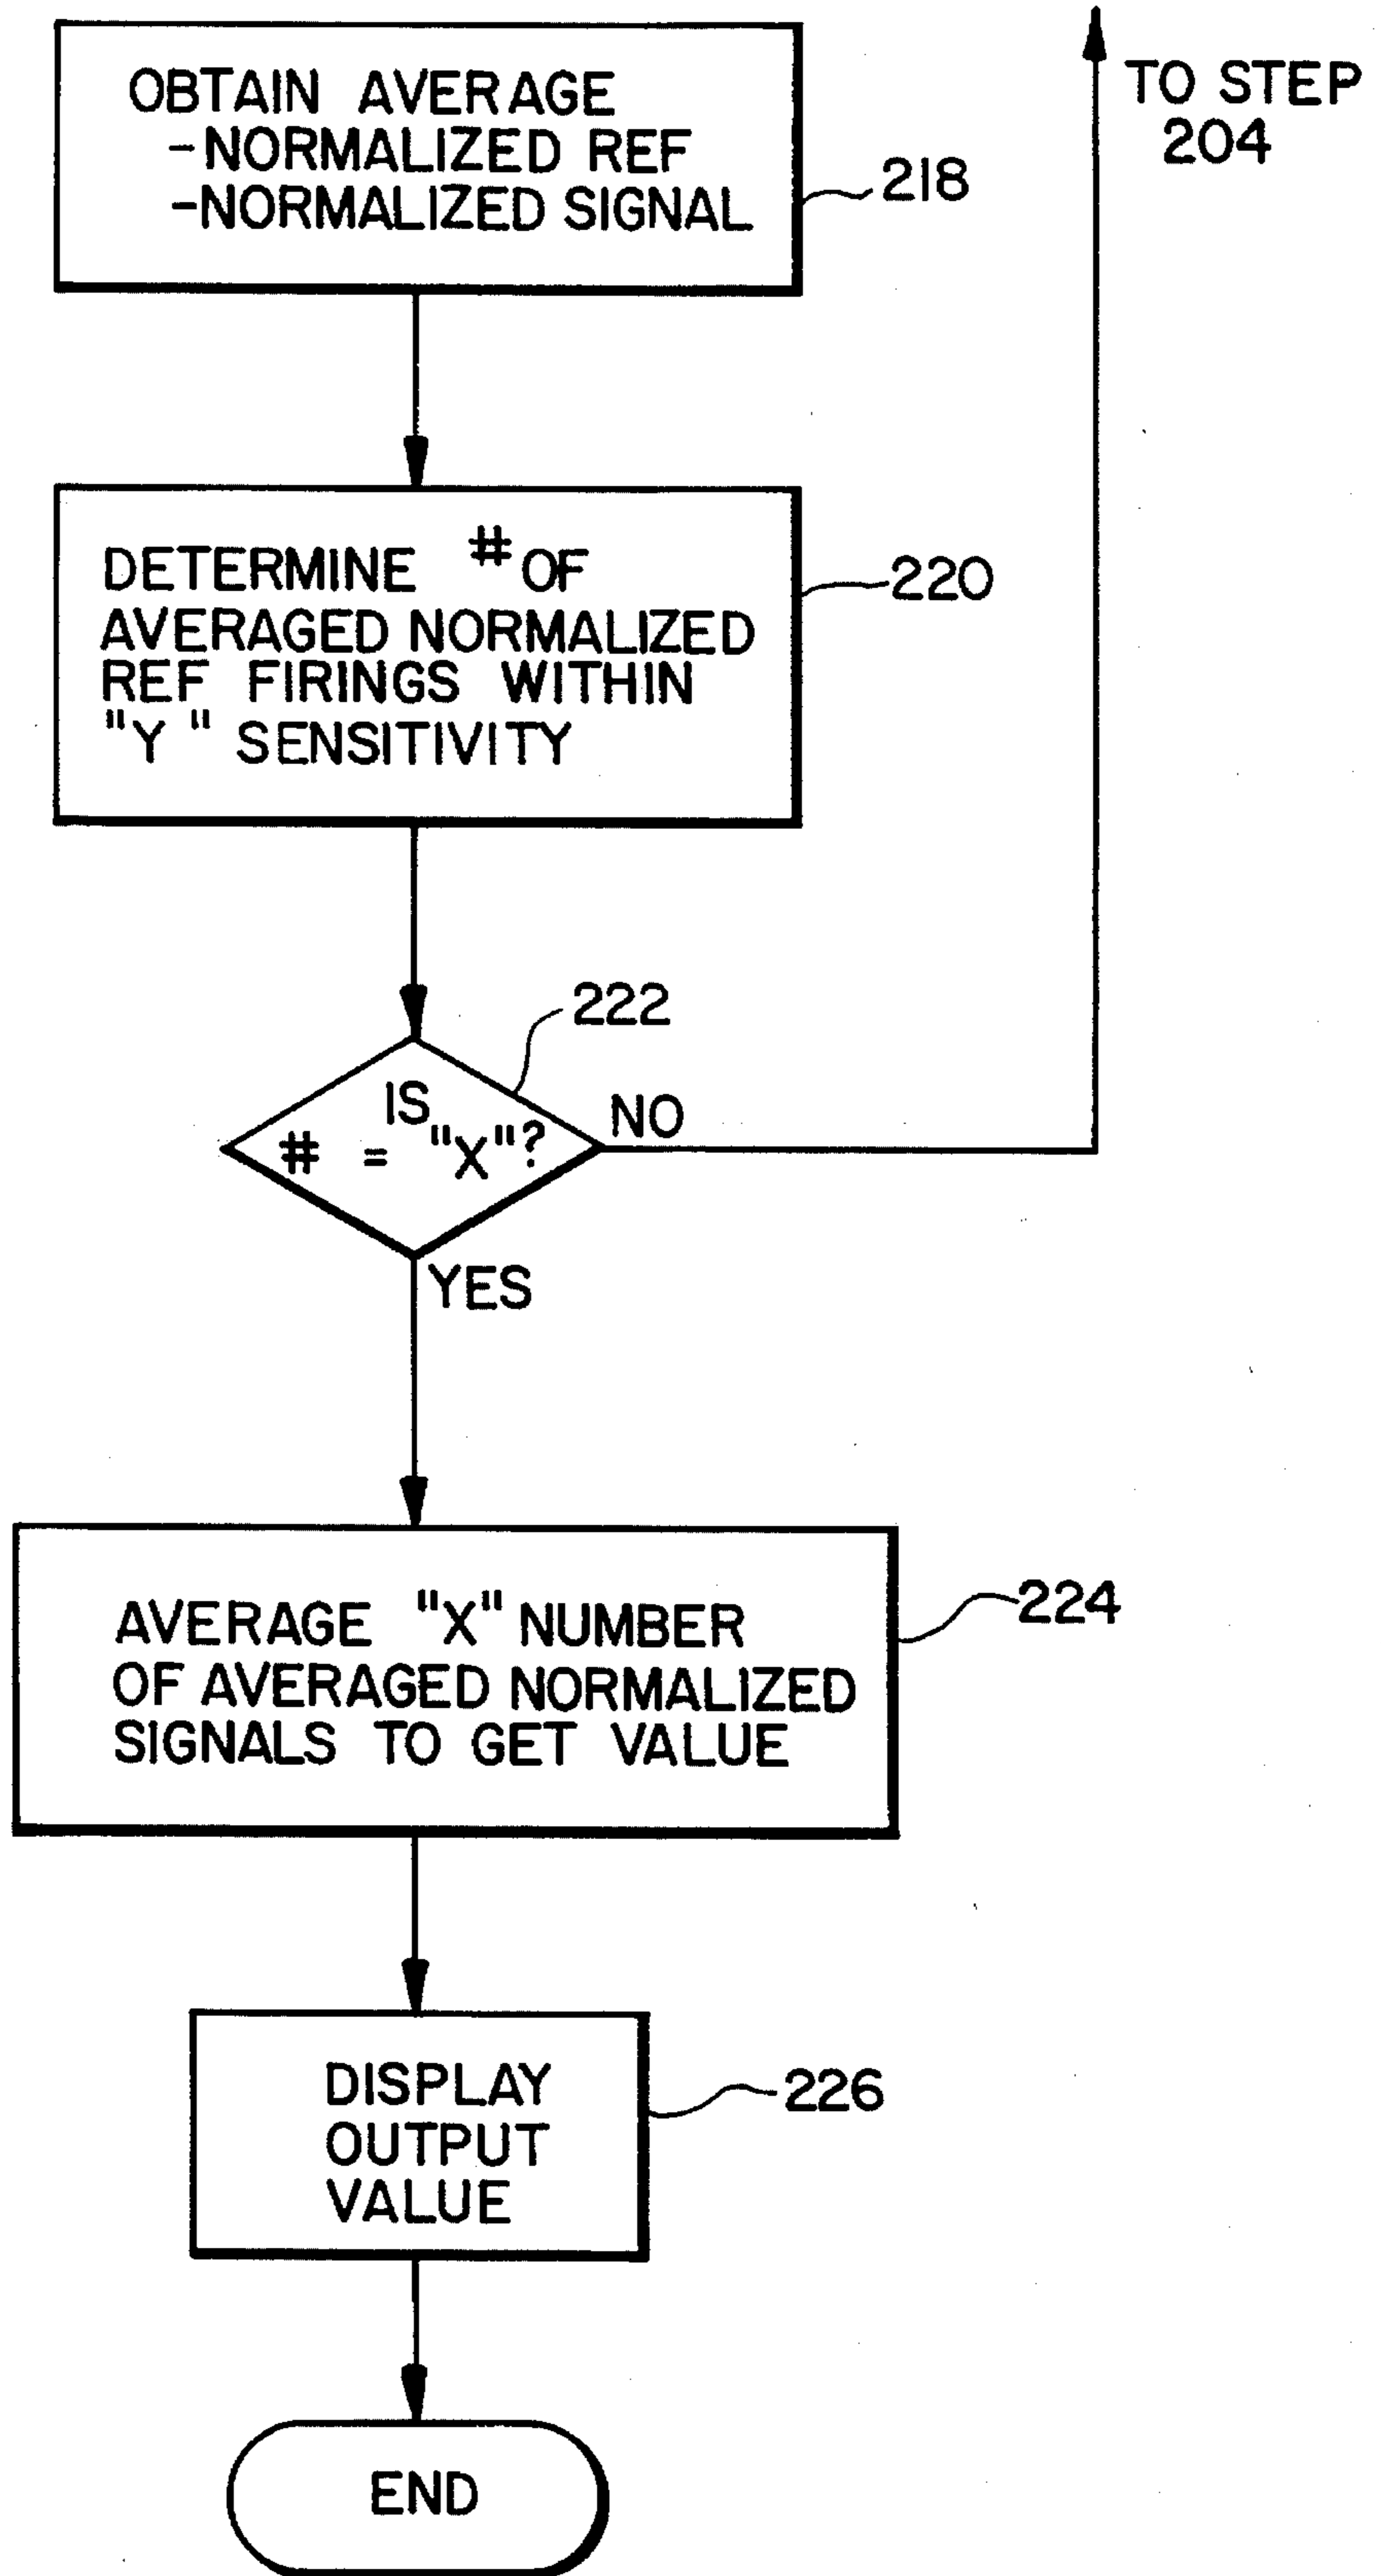 OBTAIN AVERAGE
-NORMALIZED REF
-NORMALIZED SIGNAL
218
TO STEP
204
DETERMINE # OF
AVERAGED NORMALIZED
REF FIRINGS WITHIN
"Y" SENSITIVITY
220
222
IS
# = "X"?
NO
YES
AVERAGE "X" NUMBER
OF AVERAGED NORMALIZED
SIGNALS TO GET VALUE
224
DISPLAY
OUTPUT
VALUE
226
END